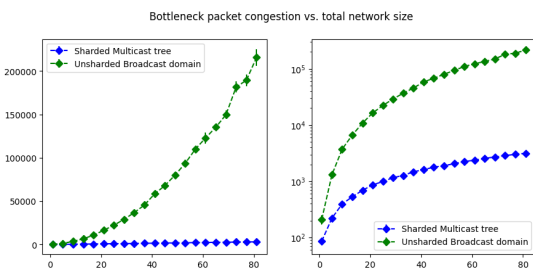 Bottleneck packet congestion vs. total network size
Sharded Multicast tree
Unsharded Broadcast domain
200000
150000
100000
50000
0
0 20 40 60 80
10^5
10^4
10^3
10^2
Sharded Multicast tree
Unsharded Broadcast domain
0 20 40 60 80